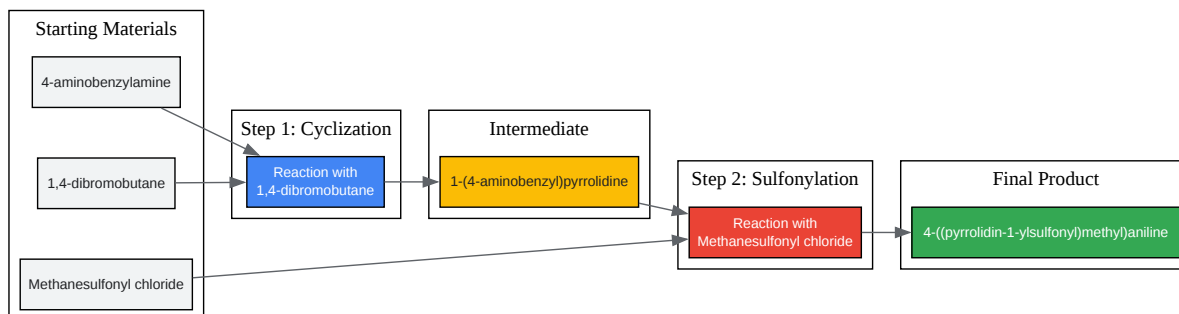 Starting Materials
4-aminobenzylamine
1,4-dibromobutane
Methanesulfonyl chloride
Step 1: Cyclization
Reaction with
1,4-dibromobutane
Intermediate
1-(4-aminobenzyl)pyrrolidine
Step 2: Sulfonylation
Reaction with
Methanesulfonyl chloride
Final Product
4-((pyrrolidin-1-ylsulfonyl)methyl)aniline